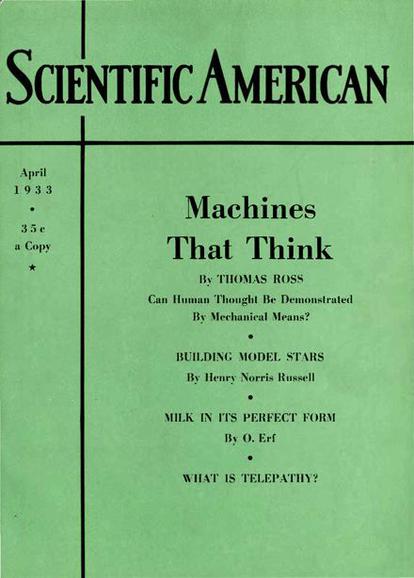 SCIENTIFIC AMERICAN
April
1933
•
35c
a Copy
★
Machines
That Think
By THOMAS ROSS
Can Human Thought Be Demonstrated
By Mechanical Means?
•
BUILDING MODEL STARS
By Henry Norris Russell
•
MILK IN ITS PERFECT FORM
By O. Erf
•
WHAT IS TELEPATHY?